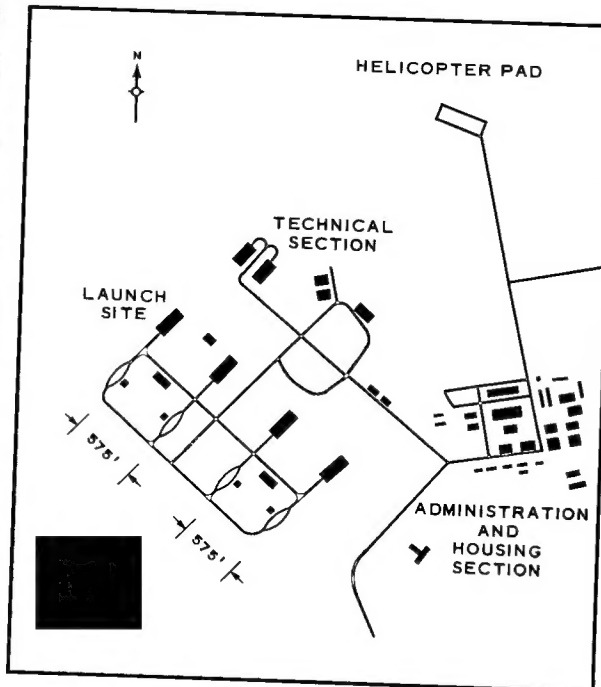 N
HELICOPTER PAD
TECHNICAL
SECTION
LAUNCH
SITE
575'
575'
ADMINISTRATION
AND
HOUSING
SECTION